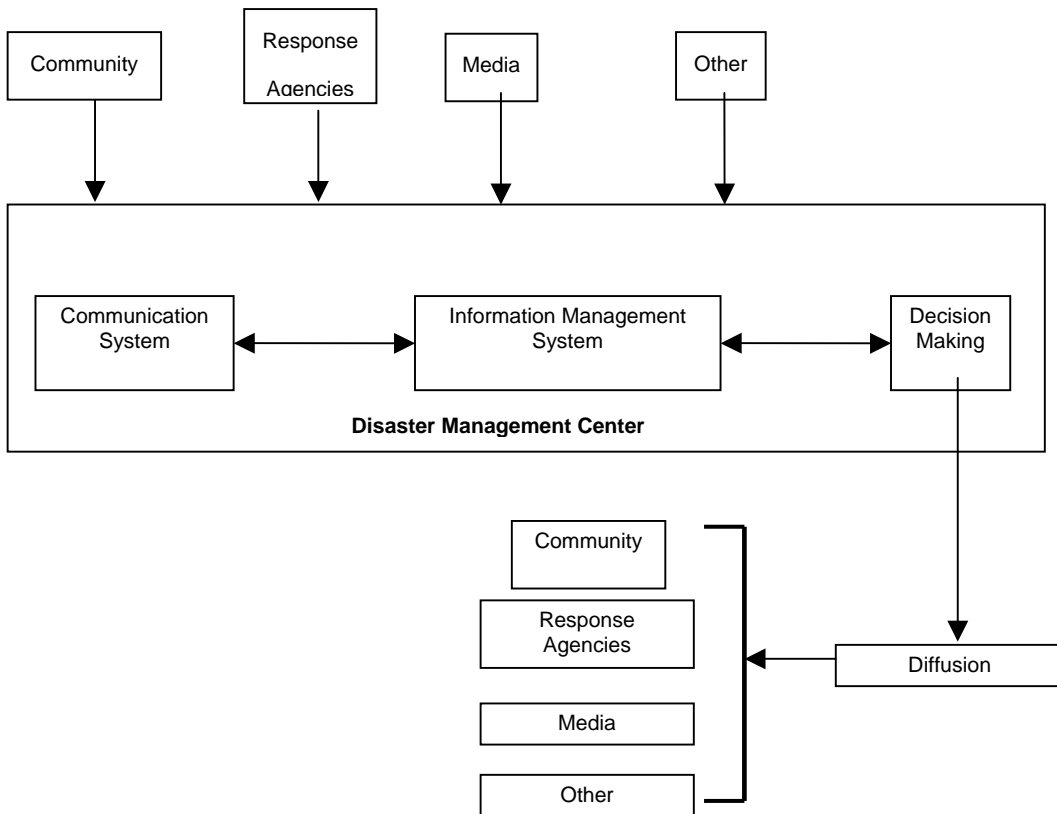 Community
Response
Agencies
Media
Other
Communication
System
Information Management
System
Decision
Making
Disaster Management Center
Community
Response
Agencies
Media
Other
Diffusion